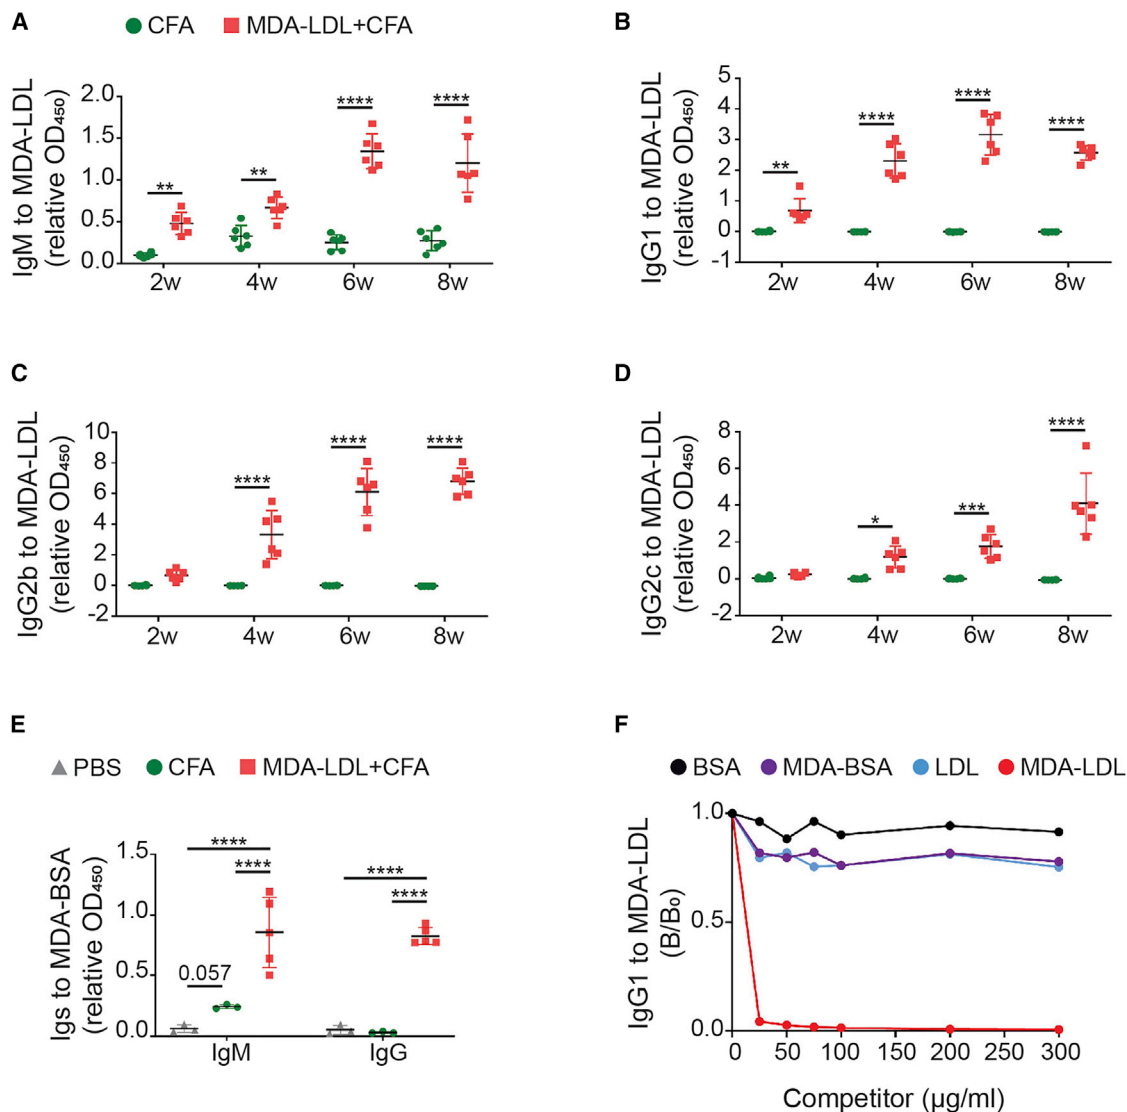 A
CFA MDA-LDL+CFA
IgM to MDA-LDL
(relative OD₄₅₀)
2.0
1.5
1.0
0.5
0.0
** ** **** ****
2w 4w 6w 8w
B
IgG1 to MDA-LDL
(relative OD₄₅₀)
5
4
3
2
1
0
-1
** **** **** ****
2w 4w 6w 8w
C
IgG2b to MDA-LDL
(relative OD₄₅₀)
10
8
6
4
2
0
-2
**** **** ****
2w 4w 6w 8w
D
IgG2c to MDA-LDL
(relative OD₄₅₀)
8
6
4
2
0
-2
* *** ****
2w 4w 6w 8w
E
PBS CFA MDA-LDL+CFA
Igs to MDA-BSA
(relative OD₄₅₀)
1.5
1.0
0.5
0.0
****
****
0.057
****
****
IgM IgG
F
BSA MDA-BSA LDL MDA-LDL
IgG1 to MDA-LDL
(B/B₀)
1.0
0.5
0.0
0 50 100 150 200 250 300
Competitor (µg/ml)